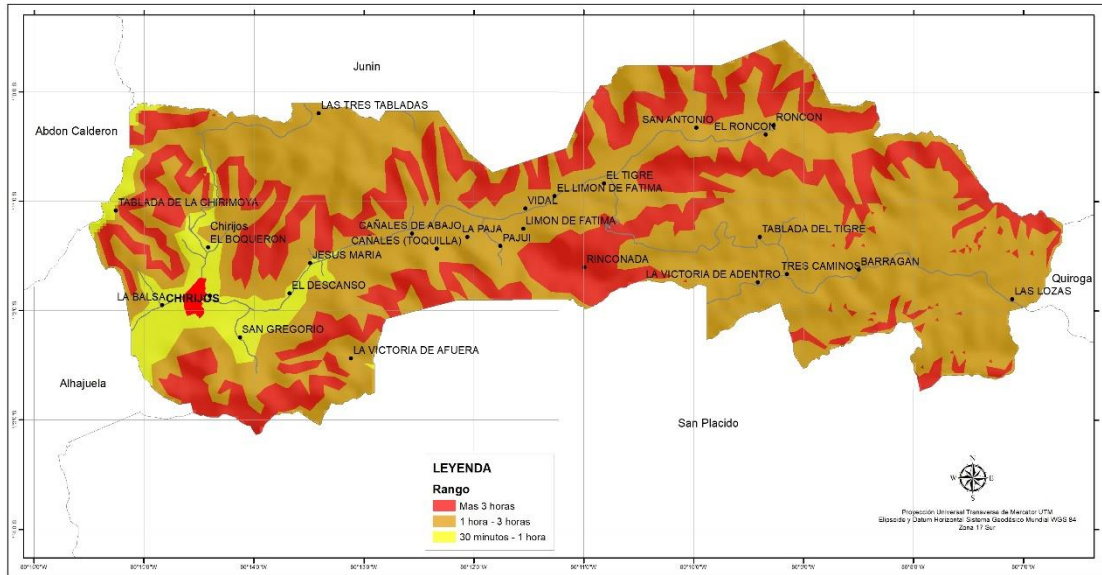 Junin
LAS TRES TABLADAS
Abdon Calderon
SAN ANTONIO
EL RONCON
RONCON
EL TIGRE
EL LIMON DE FATIMA
TABLADA DE LA CHIRIMOYA
VIDAL
Chirijos
EL BOQUERON
CAÑALES DE ABAJO
LA PAJA
LIMON DE FATIMA
CAÑALES (TOQUILLA)
PAJUI
TABLADA DEL TIGRE
JESUS MARIA
RINCONADA
TRES CAMINOS
BARRAGAN
LA VICTORIA DE ADENTRO
Quiroga
EL DESCANSO
LA BALSA
CHIRIJOS
LAS LOZAS
SAN GREGORIO
LA VICTORIA DE AFUERA
Alhajuela
San Placido
LEYENDA
Rango
Mas 3 horas
1 hora - 3 horas
30 minutos - 1 hora
N
W
E
S
Proyección Universal Transverse de Mercator UTM
Elipsoide y Datum Horizontal Sistema Geodésico Mundial WGS 84
Zona 17 Sur